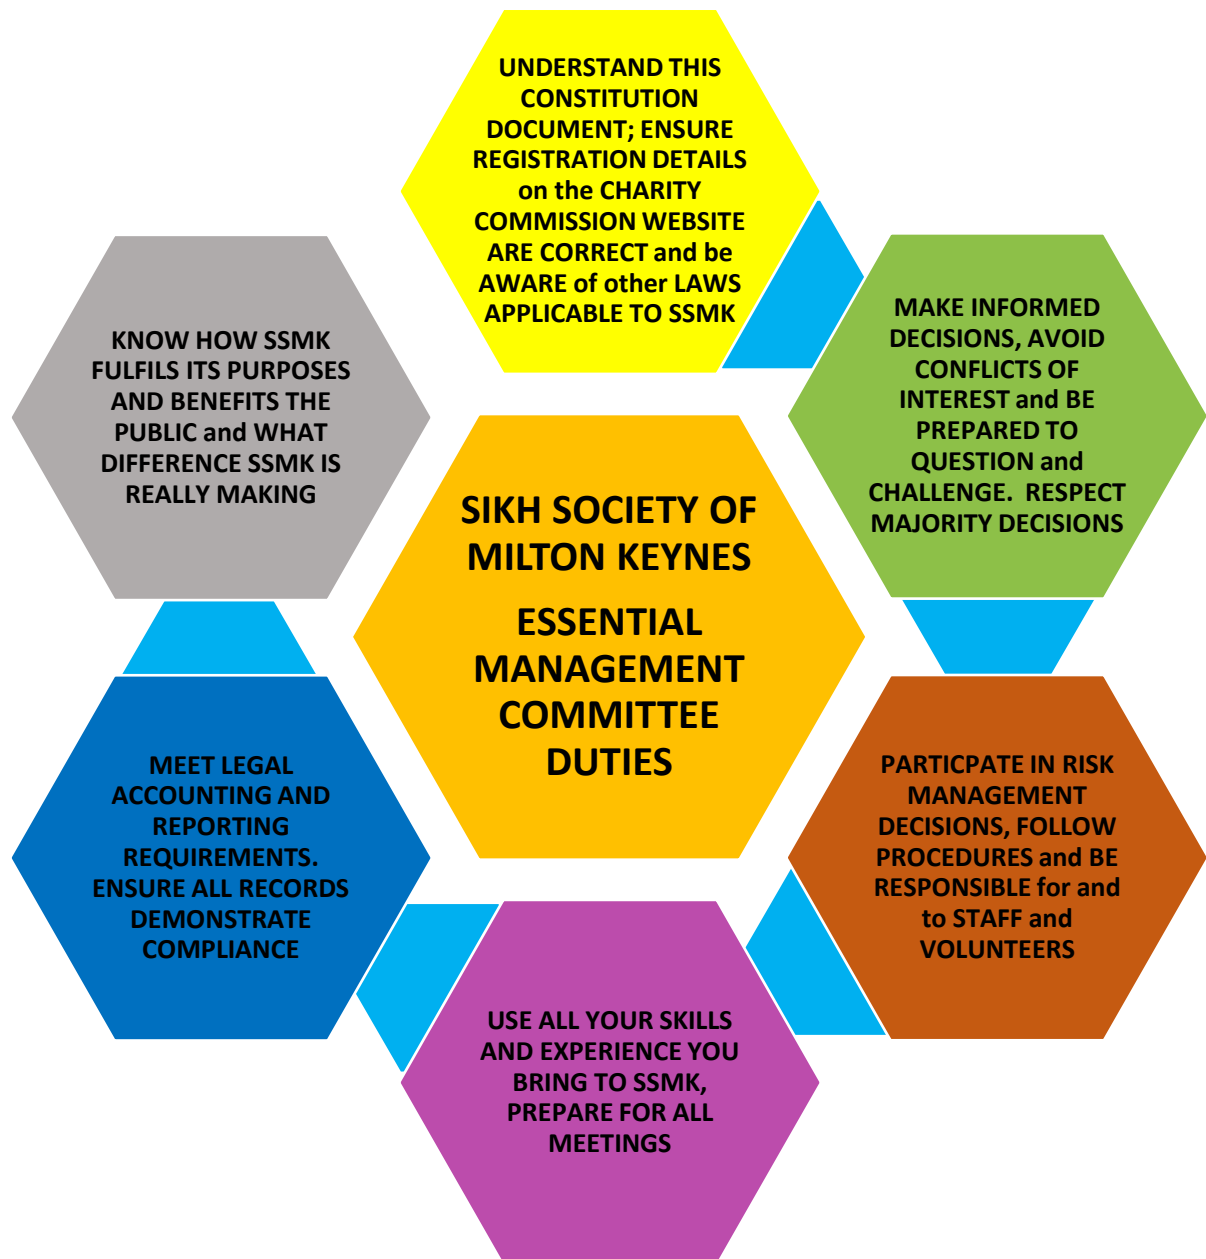 UNDERSTAND THIS
CONSTITUTION
DOCUMENT; ENSURE
REGISTRATION DETAILS
on the CHARITY
COMMISSION WEBSITE
ARE CORRECT and be
AWARE of other LAWS
APPLICABLE TO SSMK
MAKE INFORMED
DECISIONS, AVOID
CONFLICTS OF
INTEREST and BE
PREPARED TO
QUESTION and
CHALLENGE.  RESPECT
MAJORITY DECISIONS
PARTICPATE IN RISK
MANAGEMENT
DECISIONS, FOLLOW
PROCEDURES and BE
RESPONSIBLE for and
to STAFF and
VOLUNTEERS
USE ALL YOUR SKILLS
AND EXPERIENCE YOU
BRING TO SSMK,
PREPARE FOR ALL
MEETINGS
MEET LEGAL
ACCOUNTING AND
REPORTING
REQUIREMENTS.
ENSURE ALL RECORDS
DEMONSTRATE
COMPLIANCE
KNOW HOW SSMK
FULFILS ITS PURPOSES
AND BENEFITS THE
PUBLIC and WHAT
DIFFERENCE SSMK IS
REALLY MAKING
SIKH SOCIETY OF
MILTON KEYNES
ESSENTIAL
MANAGEMENT
COMMITTEE
DUTIES